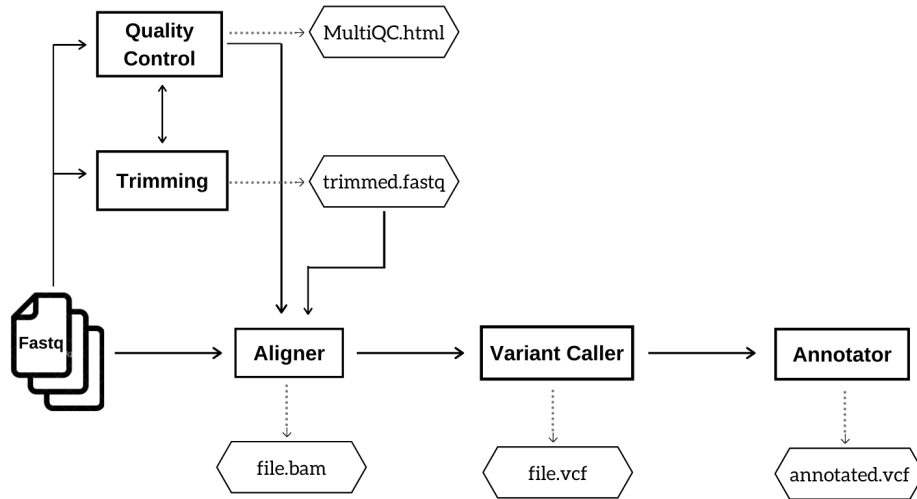 Quality
Control
MultiQC.html
Trimming
trimmed.fastq
Fastq
Aligner
Variant Caller
Annotator
file.bam
file.vcf
annotated.vcf